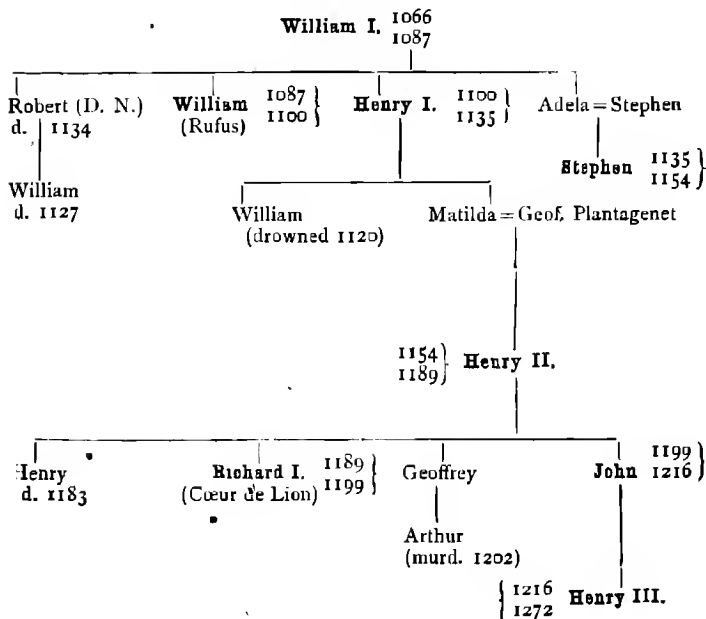 William I. 1066
1087
Robert (D. N.) William 1087 } Henry I. 1100 } Adela = Stephen
d. 1134 (Rufus) 1100 1135
Stephen 1135 }
1154
William
d. 1127
William Matilda = Geof. Plantagenet
(drowned 1120)
1154 } Henry II.
1189
Henry Richard I. 1189 } Geoffrey John 1199 }
d. 1183 (Cœur de Lion) 1199 1216
Arthur
(murd. 1202)
{ 1216 Henry III.
1272